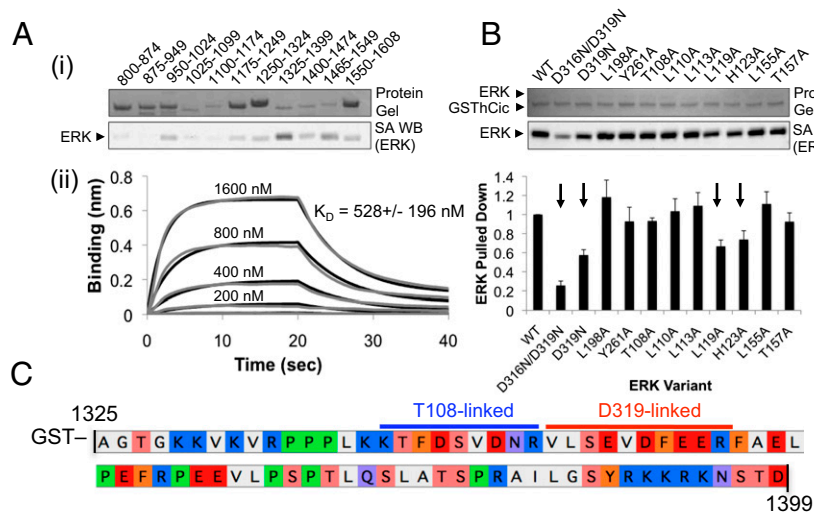 A
(i)
800-874
875-949
950-1024
1025-1099
1100-1174
1175-1249
1250-1324
1325-1399
1400-1474
1465-1549
1550-1608
Protein
Gel
ERK
SA WB
(ERK)
(ii)
Binding (nm)
0.8
0.6
0.4
0.2
0
1600 nM
800 nM
400 nM
200 nM
K_D = 528+/- 196 nM
0 10 20 30 40
Time (sec)
B
WT
D316N/D319N
D319N
L198A
Y261A
T108A
L110A
L113A
L119A
H123A
L155A
T157A
ERK
GSThCic
Pro
Ge
ERK
SA
(ER
ERK Pulled Down
1.4
1.2
1
0.8
0.6
0.4
0.2
0
WT
D316N/D319N
D319N
L198A
Y261A
T108A
L110A
L113A
L119A
H123A
L155A
T157A
ERK Variant
C
1325
T108-linked
D319-linked
GST–
A G T G K K V K V R P P P L K K T F D S V D N R V L S E V D F E E R F A E L
P E F R P E E V L P S P T L Q S L A T S P R A I L G S Y R K K R K N S T D
1399